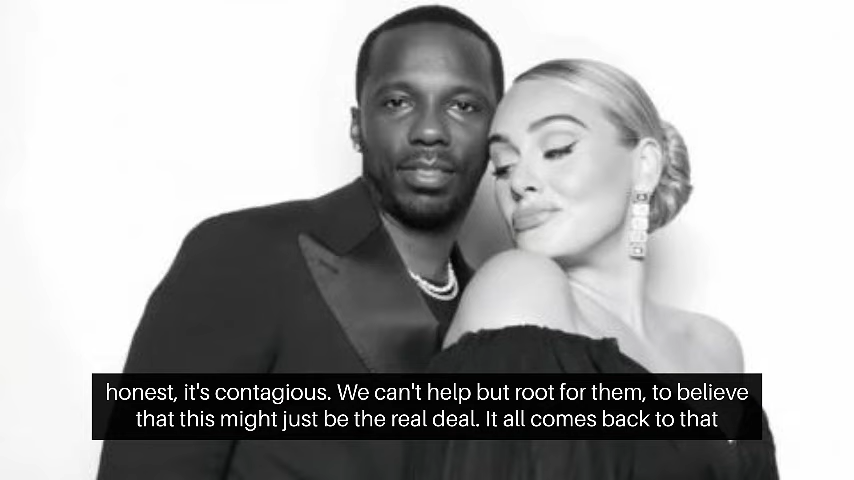 honest, it's contagious. We can't help but root for them, to believe
that this might just be the real deal. It all comes back to that